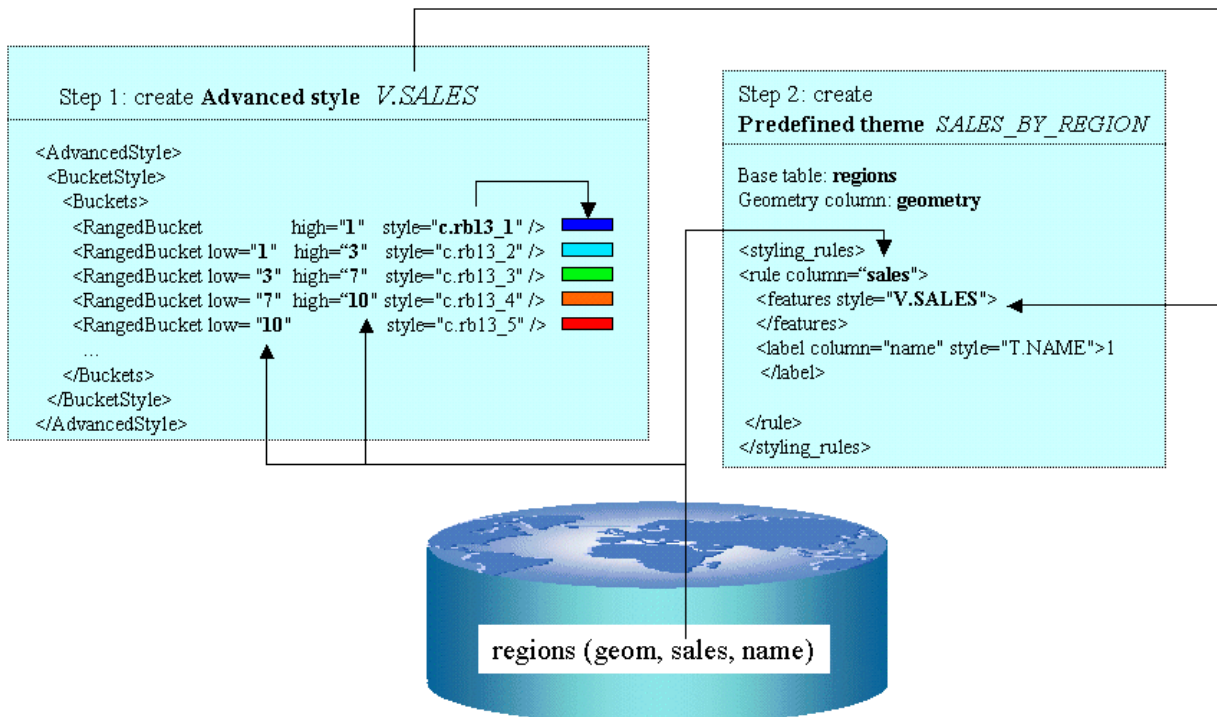 Step 1: create Advanced style V.SALES
<AdvancedStyle>
<BucketStyle>
<Buckets>
<RangedBucket high="1" style="c.rb13_1" />
<RangedBucket low="1" high=“3” style="c.rb13_2" />
<RangedBucket low= "3" high=“7" style="c.rb13_3" />
<RangedBucket low= "7" high=“10" style="c.rb13_4" />
<RangedBucket low= "10" style="c.rb13_5" />
...
</Buckets>
</BucketStyle>
</AdvancedStyle>
Step 2: create
Predefined theme SALES_BY_REGION
Base table: regions
Geometry column: geometry
<styling_rules>
<rule column=“sales">
<features style="V.SALES">
</features>
<label column="name" style="T.NAME">1
</label>
</rule>
</styling_rules>
regions (geom, sales, name)